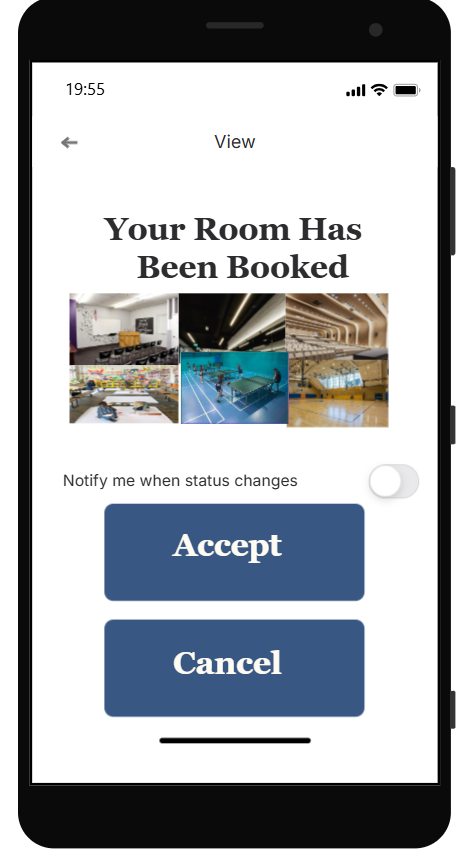 19:55
View
Your Room Has
Been Booked
Notify me when status changes
Accept
Cancel